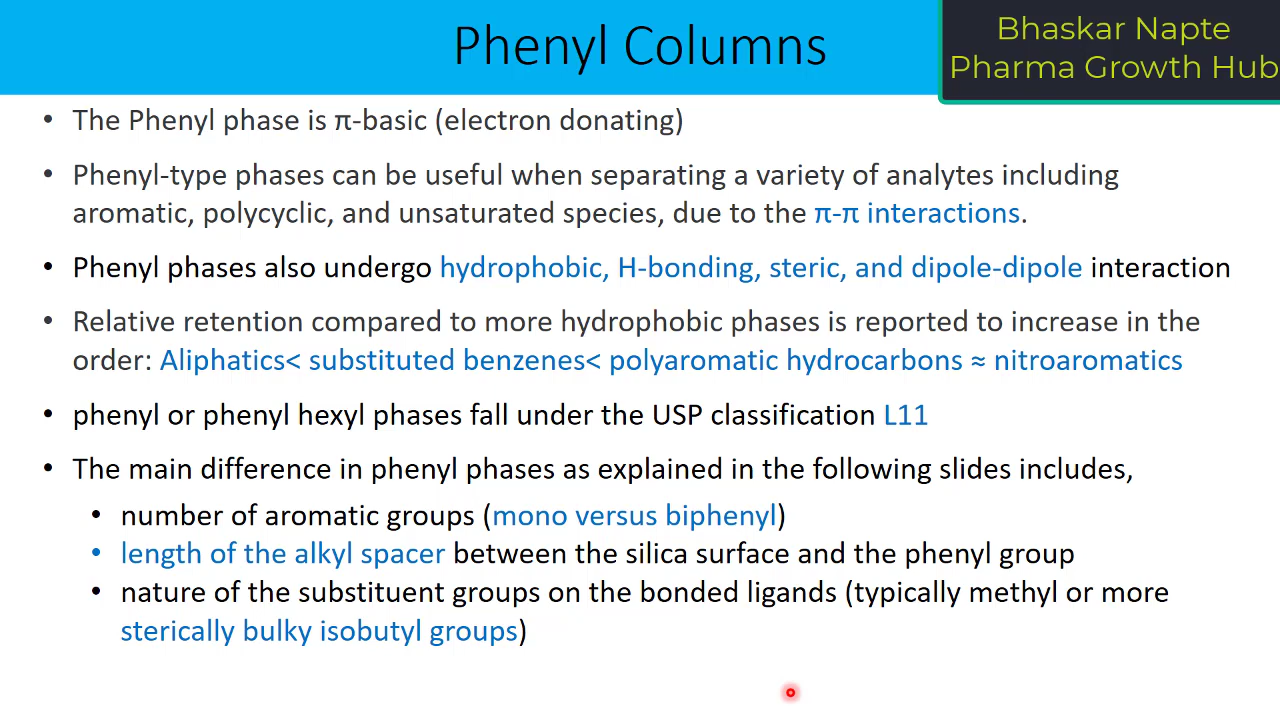 Phenyl Columns
Bhaskar Napte
Pharma Growth Hub
• The Phenyl phase is π-basic (electron donating)
• Phenyl-type phases can be useful when separating a variety of analytes including
aromatic, polycyclic, and unsaturated species, due to the π-π interactions.
• Phenyl phases also undergo hydrophobic, H-bonding, steric, and dipole-dipole interaction
• Relative retention compared to more hydrophobic phases is reported to increase in the
order: Aliphatics< substituted benzenes< polyaromatic hydrocarbons ≈ nitroaromatics
• phenyl or phenyl hexyl phases fall under the USP classification L11
• The main difference in phenyl phases as explained in the following slides includes,
• number of aromatic groups (mono versus biphenyl)
• length of the alkyl spacer between the silica surface and the phenyl group
• nature of the substituent groups on the bonded ligands (typically methyl or more
sterically bulky isobutyl groups)